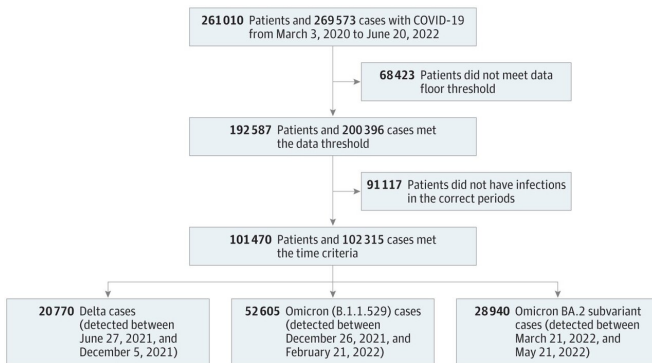 261010 Patients and 269573 cases with COVID-19
from March 3, 2020 to June 20, 2022
68423 Patients did not meet data
floor threshold
192587 Patients and 200396 cases met
the data threshold
91117 Patients did not have infections
in the correct periods
101470 Patients and 102315 cases met
the time criteria
20770 Delta cases
(detected between
June 27, 2021, and
December 5, 2021)
52605 Omicron (B.1.1.529) cases
(detected between
December 26, 2021, and
February 21, 2022)
28940 Omicron BA.2 subvariant
cases (detected between
March 21, 2022, and
May 21, 2022)